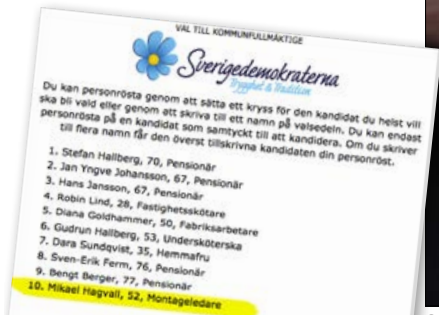 VAL TILL KOMMUNFULLMÄKTIGE
Sverigedemokraterna
Trygghet & Tradition
Du kan personrösta genom att sätta ett kryss för den kandidat du helst vill
ska bli vald eller genom att skriva till ett namn på valsedeln. Du kan endast
personrösta på en kandidat som samtyckt till att kandidera. Om du skriver
till flera namn får den överst tillskrivna kandidaten din personröst.
1. Stefan Hallberg, 70, Pensionär
2. Jan Yngve Johansson, 67, Pensionär
3. Hans Jansson, 67, Pensionär
4. Robin Lind, 28, Fastighetsskötare
5. Diana Goldhammer, 50, Fabriksarbetare
6. Gudrun Hallberg, 53, Undersköterska
7. Dara Sundqvist, 35, Hemmafru
8. Sven-Erik Ferm, 76, Pensionär
9. Bengt Berger, 77, Pensionär
10. Mikael Hagvall, 52, Montageledare